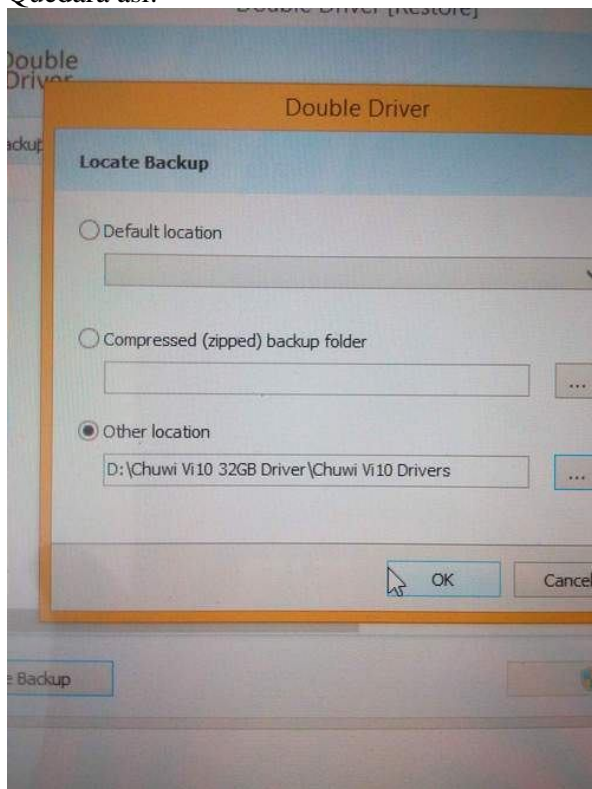 Quedará así:
Double Driver [Restore]
Double
Driver
ackup
Double Driver
Locate Backup
Default location
Compressed (zipped) backup folder
...
Other location
D:\Chuwi Vi10 32GB Driver\Chuwi Vi10 Drivers
...
OK
Cancel
e Backup